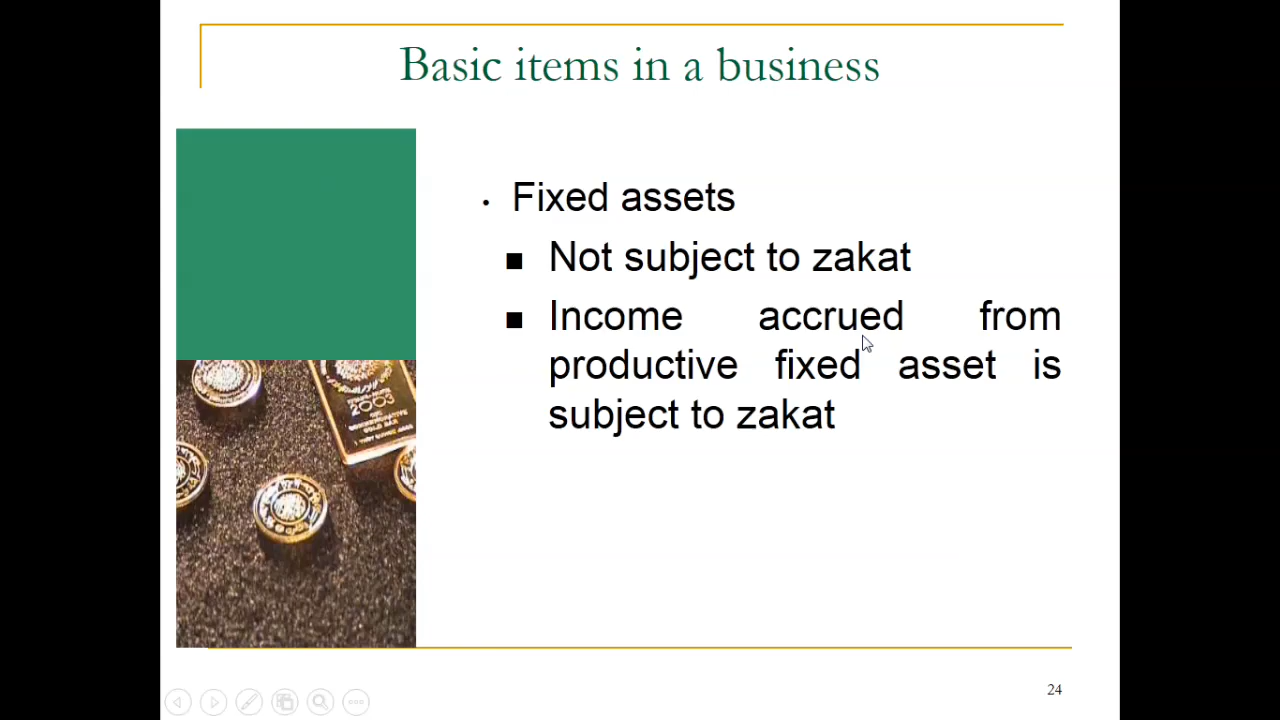 Basic items in a business
• Fixed assets
■ Not subject to zakat
■ Income accrued from
productive fixed asset is
subject to zakat
2003
24